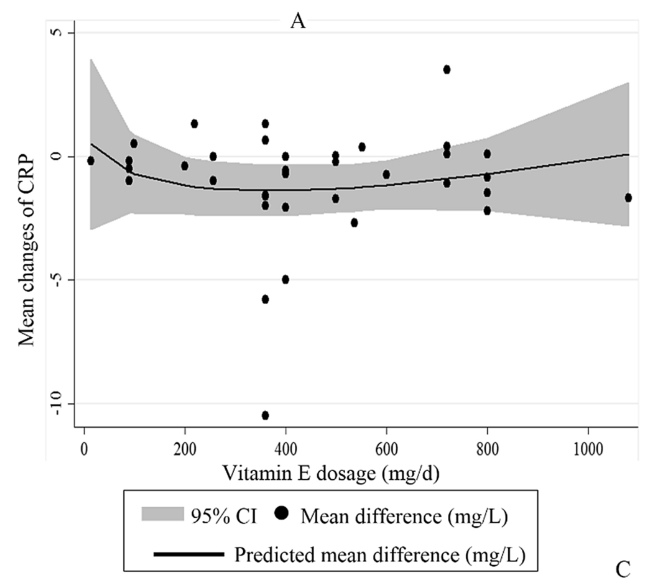 A
5
0
-5
-10
Mean changes of CRP
0 200 400 600 800 1000
Vitamin E dosage (mg/d)
95% CI Mean difference (mg/L)
Predicted mean difference (mg/L)
C